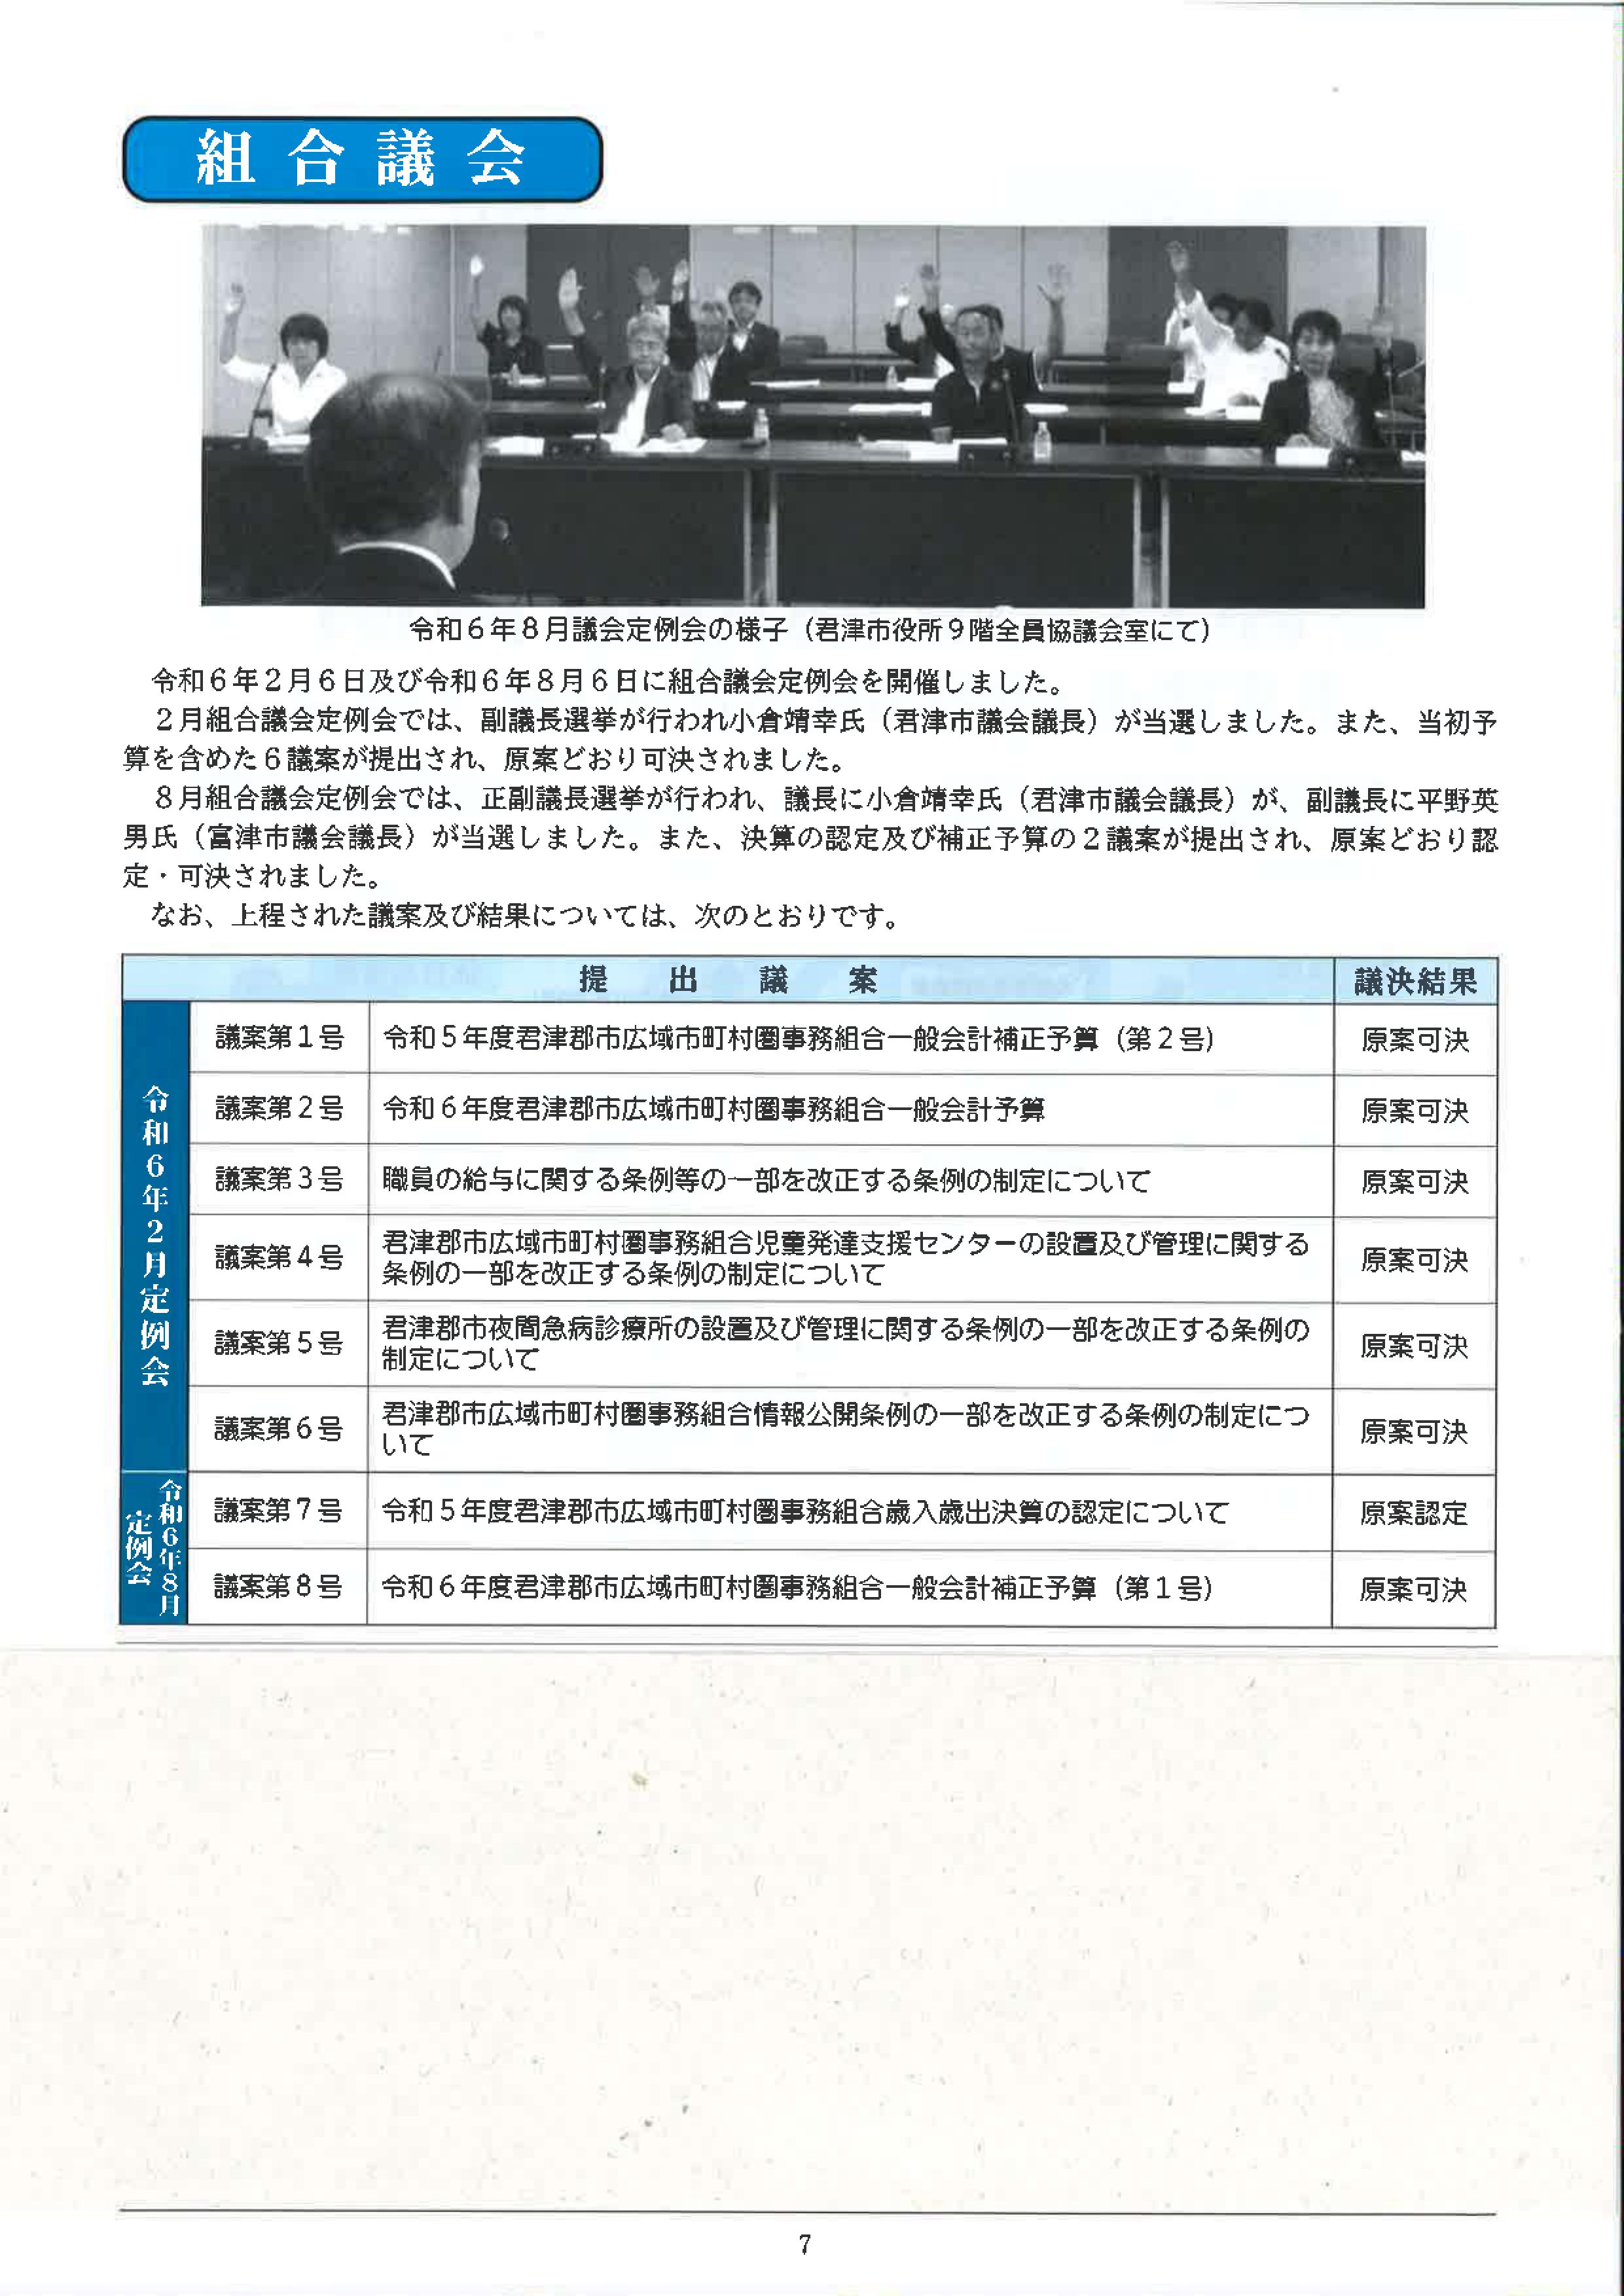 組合議会
令和６年８月議会定例会の様子（君津市役所９階全員協議会室にて）
令和６年２月６日及び令和６年８月６日に組合議会定例会を開催しました。
２月組合議会定例会では、副議長選挙が行われ小倉靖幸氏（君津市議会議長）が当選しました。また、当初予
算を含めた６議案が提出され、原案どおり可決されました。
８月組合議会定例会では、正副議長選挙が行われ、議長に小倉靖幸氏（君津市議会議長）が、副議長に平野英
男氏（富津市議会議長）が当選しました。また、決算の認定及び補正予算の２議案が提出され、原案どおり認
定・可決されました。
なお、上程された議案及び結果については、次のとおりです。
提出議案 議決結果
令和６年２月定例会
議案第１号 令和５年度君津郡市広域市町村圏事務組合一般会計補正予算（第２号） 原案可決
議案第２号 令和６年度君津郡市広域市町村圏事務組合一般会計予算 原案可決
議案第３号 職員の給与に関する条例等の一部を改正する条例の制定について 原案可決
議案第４号 君津郡市広域市町村圏事務組合児童発達支援センターの設置及び管理に関する
条例の一部を改正する条例の制定について 原案可決
議案第５号 君津郡市夜間急病診療所の設置及び管理に関する条例の一部を改正する条例の
制定について 原案可決
議案第６号 君津郡市広域市町村圏事務組合情報公開条例の一部を改正する条例の制定につ
いて 原案可決
令和６年８月
定例会
議案第７号 令和５年度君津郡市広域市町村圏事務組合歳入歳出決算の認定について 原案認定
議案第８号 令和６年度君津郡市広域市町村圏事務組合一般会計補正予算（第１号） 原案可決
7